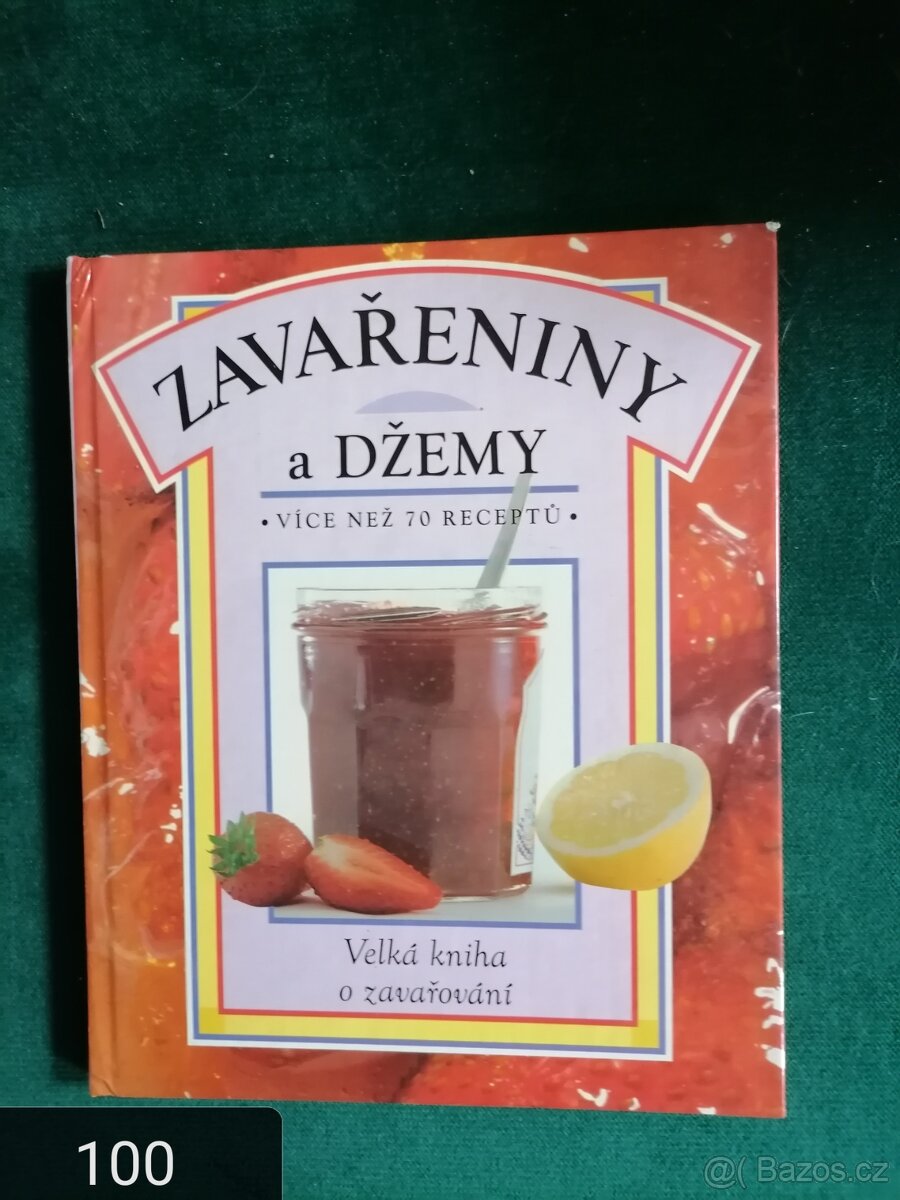 ZAVAŘENINY
a DŽEMY
• VÍCE NEŽ 70 RECEPTŮ •
Velká kniha
o zavařování
100
@( Bazos.cz